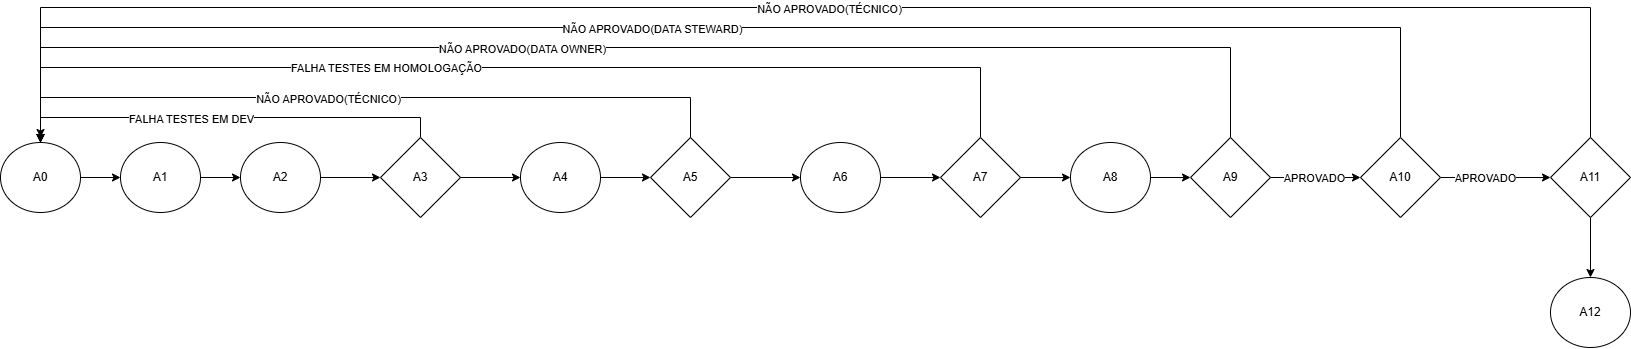 NÃO APROVADO(TÉCNICO)
NÃO APROVADO(DATA STEWARD)
NÃO APROVADO(DATA OWNER)
FALHA TESTES EM HOMOLOGAÇÃO
NÃO APROVADO(TÉCNICO)
FALHA TESTES EM DEV
A0
A1
A2
A3
A4
A5
A6
A7
A8
A9
APROVADO
A10
APROVADO
A11
A12